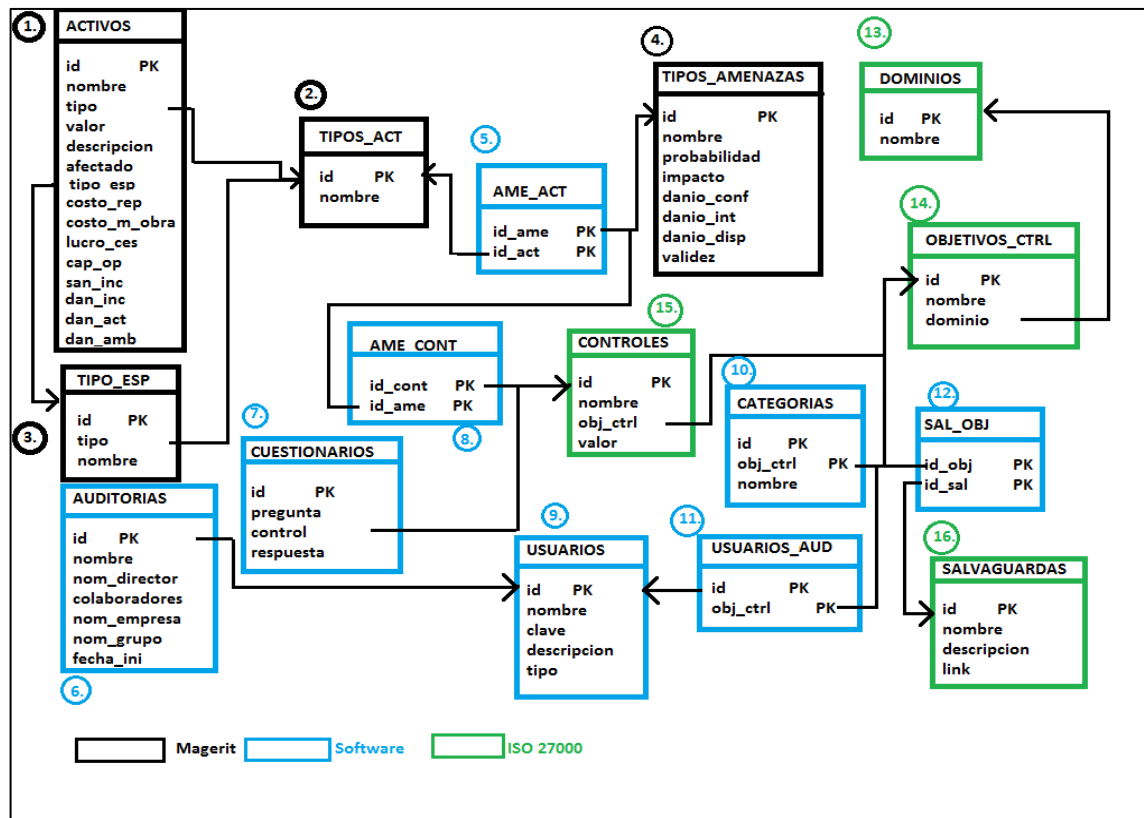 1.
ACTIVOS
id PK
nombre
tipo
valor
descripcion
afectado
tipo_esp
costo_rep
costo_m_obra
lucro_ces
cap_op
san_inc
dan_inc
dan_act
dan_amb
2.
TIPOS_ACT
id PK
nombre
3.
TIPO_ESP
id PK
tipo
nombre
4.
TIPOS_AMENAZAS
id PK
nombre
probabilidad
impacto
danio_conf
danio_int
danio_disp
validez
5.
AME_ACT
id_ame PK
id_act PK
6.
AUDITORIAS
id PK
nombre
nom_director
colaboradores
nom_empresa
nom_grupo
fecha_ini
7.
CUESTIONARIOS
id PK
pregunta
control
respuesta
8.
AME_CONT
id_cont PK
id_ame PK
9.
USUARIOS
id PK
nombre
clave
descripcion
tipo
10.
CATEGORIAS
id PK
obj_ctrl PK
nombre
11.
USUARIOS_AUD
id PK
obj_ctrl PK
12.
SAL_OBJ
id_obj PK
id_sal PK
13.
DOMINIOS
id PK
nombre
14.
OBJETIVOS_CTRL
id PK
nombre
dominio
15.
CONTROLES
id PK
nombre
obj_ctrl
valor
16.
SALVAGUARDAS
id PK
nombre
descripcion
link
Magerit
Software
ISO 27000